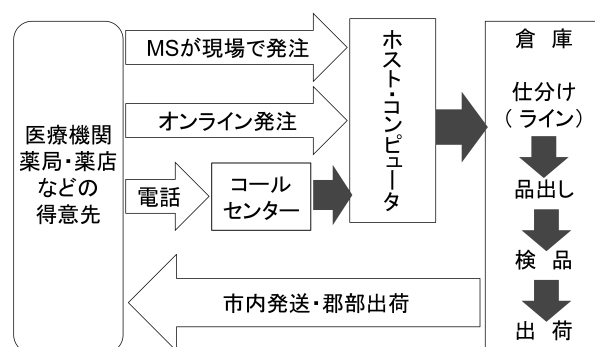 医療機関
薬局・薬店
などの
得意先
MSが現場で発注
オンライン発注
電話
コール
センター
ホスト・コンピュータ
倉 庫
仕分け
(ライン)
品出し
検 品
出 荷
市内発送・郡部出荷